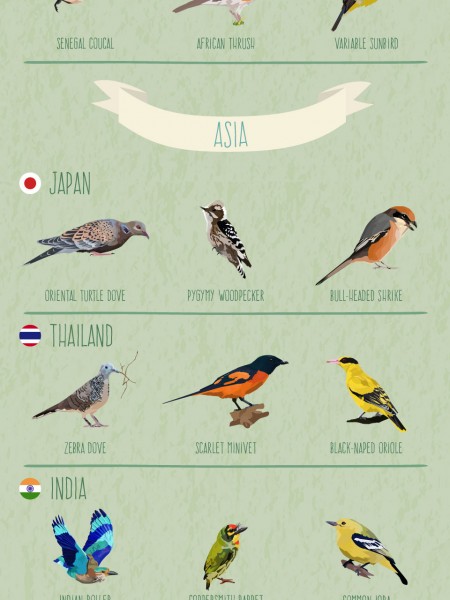 SENEGAL COUCAL
AFRICAN THRUSH
VARIABLE SUNBIRD
ASIA
JAPAN
ORIENTAL TURTLE DOVE
PYGYMY WOODPECKER
BULL-HEADED SHRIKE
THAILAND
ZEBRA DOVE
SCARLET MINIVET
BLACK-NAPED ORIOLE
INDIA
INDIAN ROLLER
COPPERSMITH BARBET
COMMON IORA